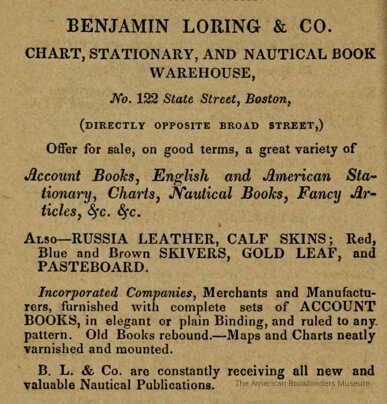 BENJAMIN LORING & CO.
CHART, STATIONARY, AND NAUTICAL BOOK
WAREHOUSE,
No. 122 State Street, Boston,
(DIRECTLY OPPOSITE BROAD STREET,)
Offer for sale, on good terms, a great variety of
Account Books, English and American Sta-
tionary, Charts, Nautical Books, Fancy Ar-
ticles, &c. &c.
ALSO—RUSSIA LEATHER, CALF SKINS; Red,
Blue and Brown SKIVERS, GOLD LEAF, and
PASTEBOARD.
Incorporated Companies, Merchants and Manufactu-
rers, furnished with complete sets of ACCOUNT
BOOKS, in elegant or plain Binding, and ruled to any
pattern. Old Books rebound.—Maps and Charts neatly
varnished and mounted.
B. L. & Co. are constantly receiving all new and
valuable Nautical Publications.
The American Bookbinders Museum